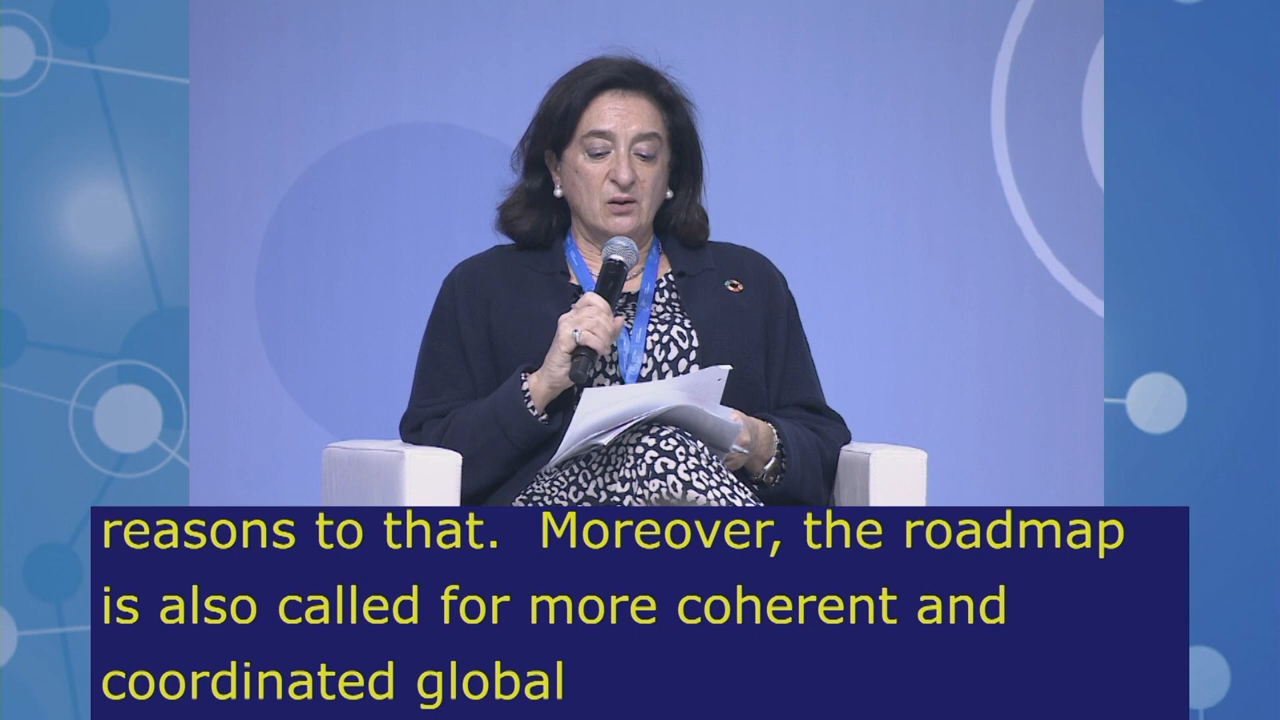 reasons to that.  Moreover, the roadmap
is also called for more coherent and
coordinated global